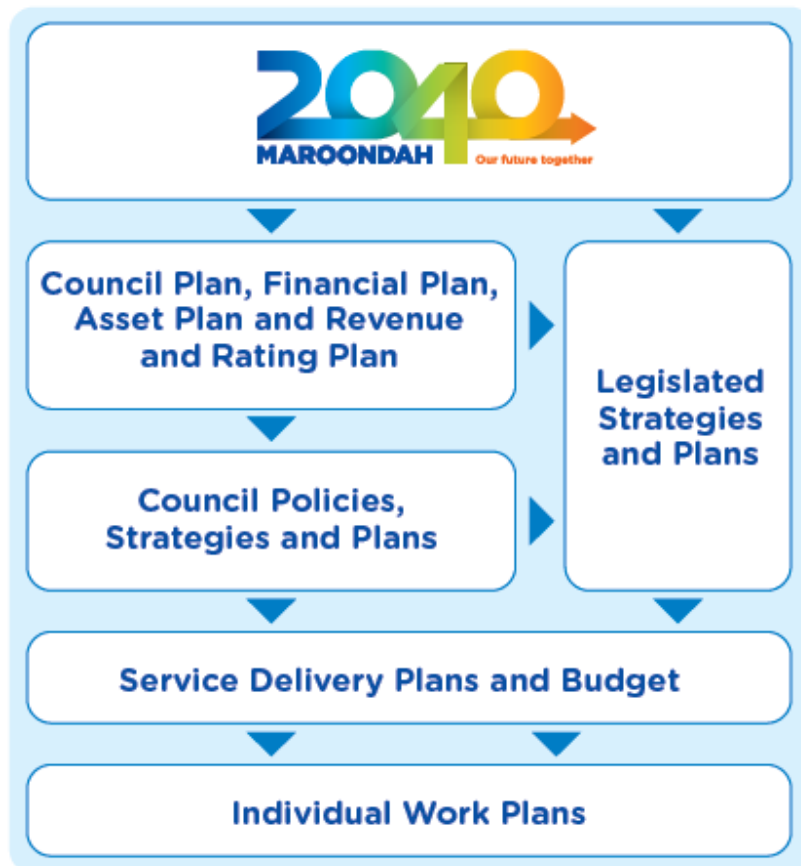 2040
MAROONDAH Our future together
Council Plan, Financial Plan,
Asset Plan and Revenue
and Rating Plan
Legislated
Strategies
and Plans
Council Policies,
Strategies and Plans
Service Delivery Plans and Budget
Individual Work Plans